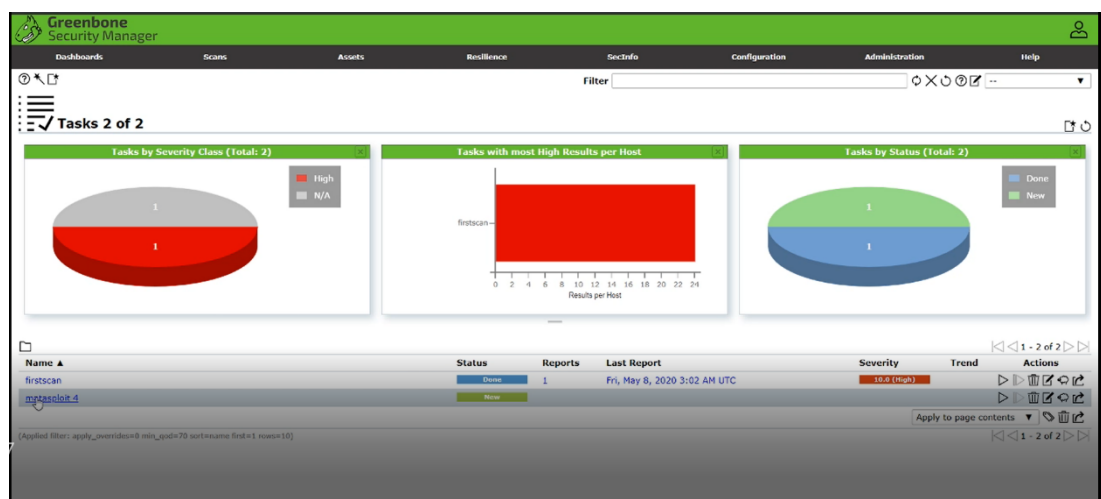 Greenbone
Security Manager
Dashboards Scans Assets Resilience SecInfo Configuration Administration Help
Filter --
Tasks 2 of 2
Tasks by Severity Class (Total: 2) Tasks with most High Results per Host Tasks by Status (Total: 2)
High
N/A
1
1
firstscan
0 2 4 6 8 10 12 14 16 18 20 22 24
Results per Host
Done
New
1
1
1 - 2 of 2
Name ▲ Status Reports Last Report Severity Trend Actions
firstscan Done 1 Fri, May 8, 2020 3:02 AM UTC 10.0 (High)
metasploit 4 New
Apply to page contents ▼
(Applied filter: apply_overrides=0 min_qod=70 sort=name first=1 rows=10)
1 - 2 of 2